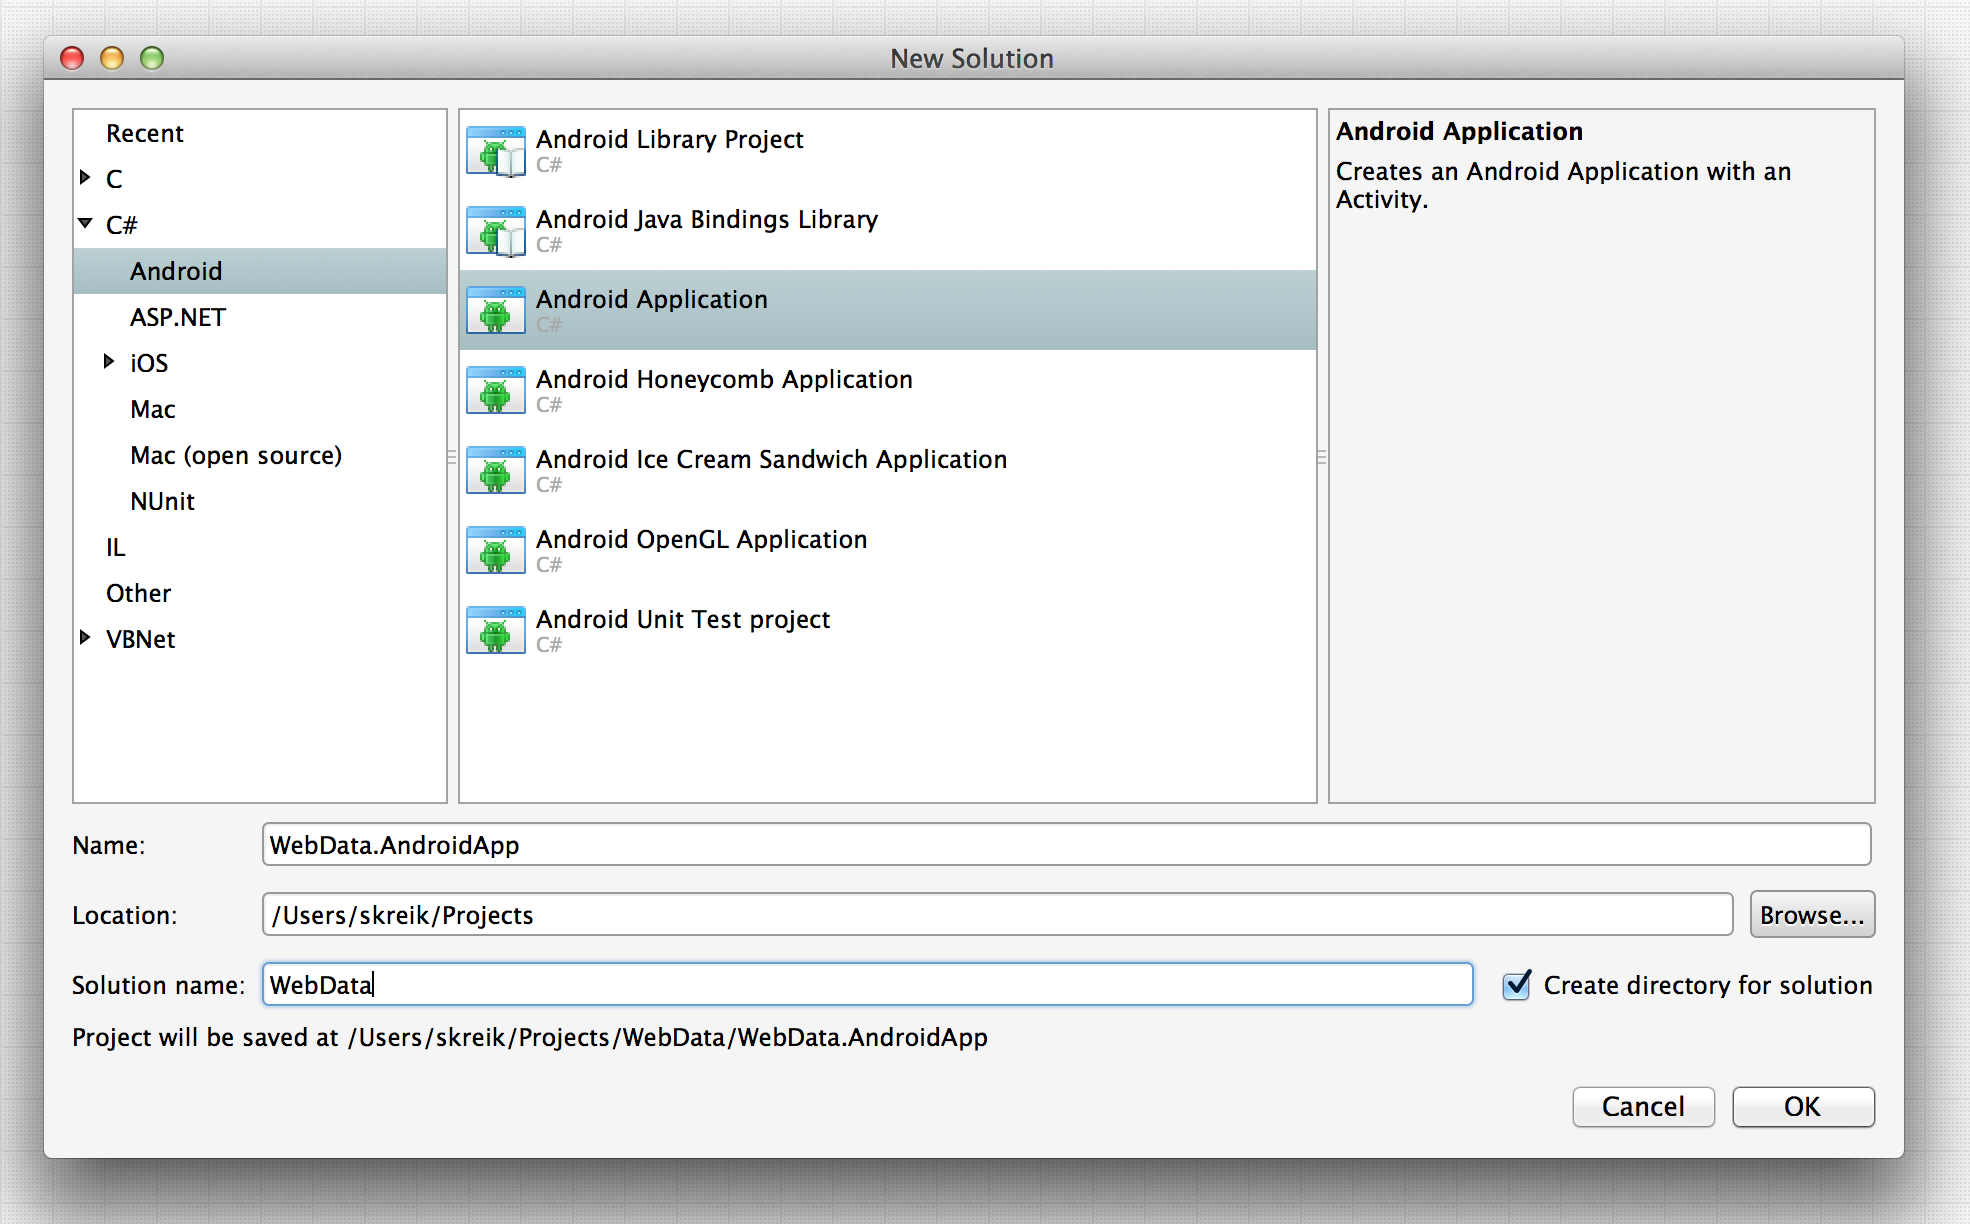 New Solution
Recent
C
C#
Android
ASP.NET
iOS
Mac
Mac (open source)
NUnit
IL
Other
VBNet
Android Library Project
C#
Android Java Bindings Library
C#
Android Application
C#
Android Honeycomb Application
C#
Android Ice Cream Sandwich Application
C#
Android OpenGL Application
C#
Android Unit Test project
C#
Android Application
Creates an Android Application with an
Activity.
Name: WebData.AndroidApp
Location: /Users/skreik/Projects Browse...
Solution name: WebData Create directory for solution
Project will be saved at /Users/skreik/Projects/WebData/WebData.AndroidApp
Cancel OK